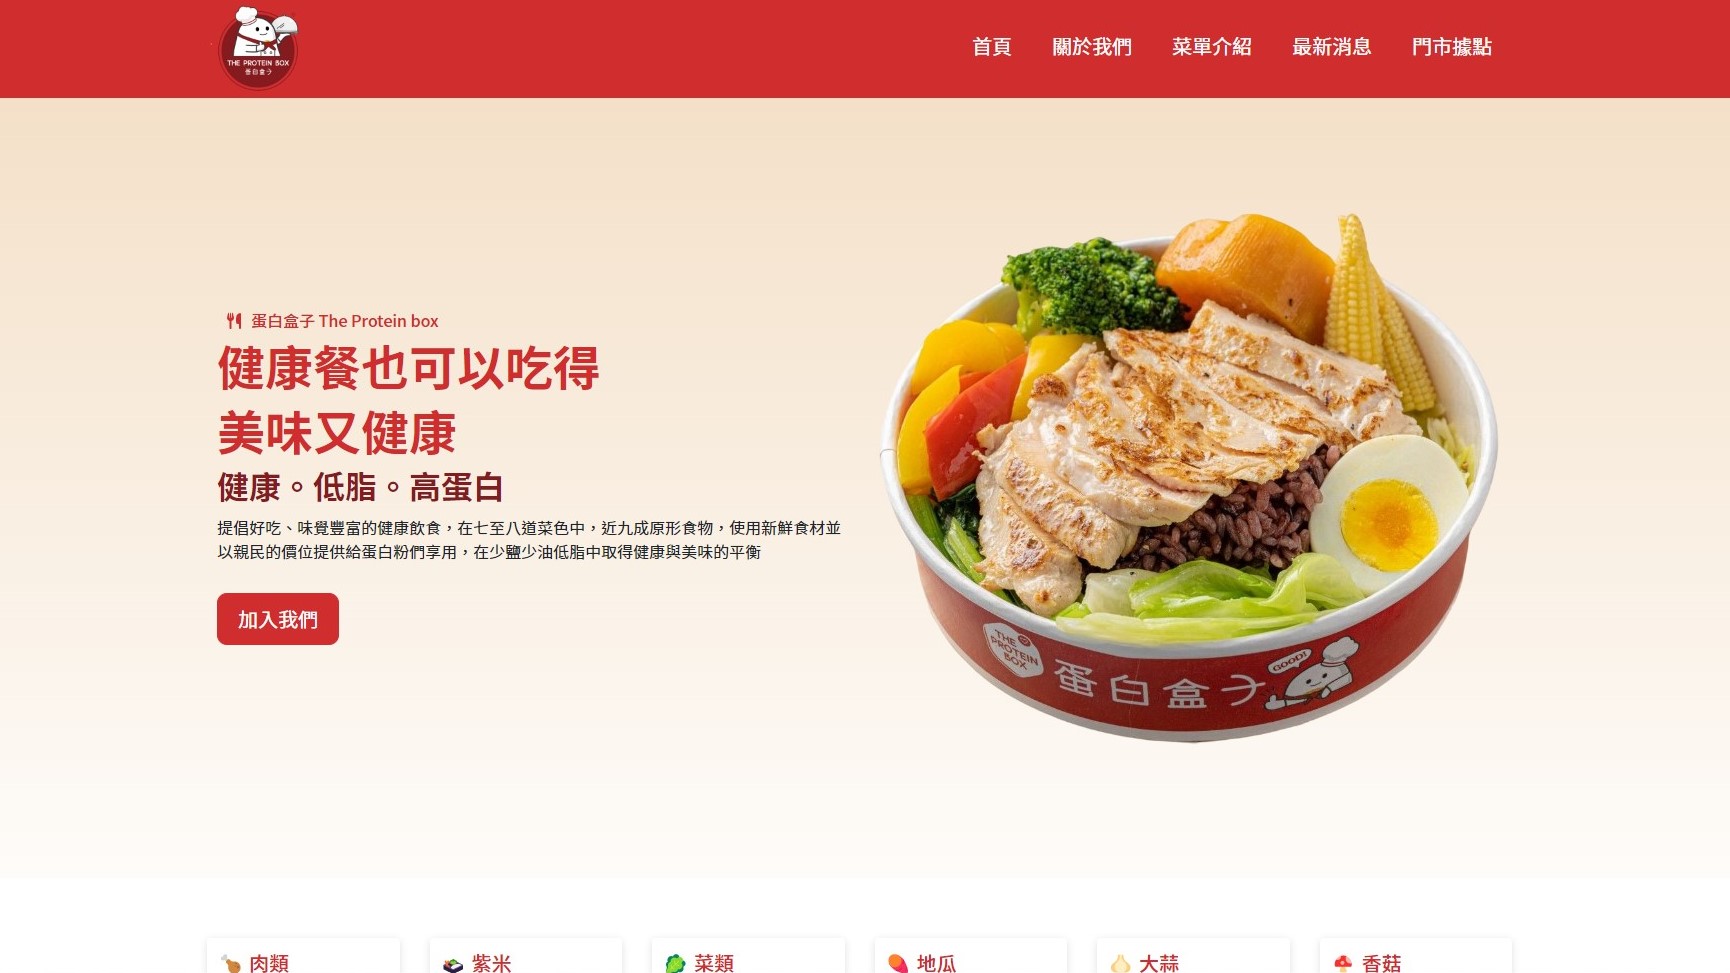 THE PROTEIN BOX
蛋白盒子
首頁
關於我們
菜單介紹
最新消息
門市據點
蛋白盒子 The Protein box
健康餐也可以吃得
美味又健康
健康。低脂。高蛋白
提倡好吃、味覺豐富的健康飲食，在七至八道菜色中，近九成原形食物，使用新鮮食材並
以親民的價位提供給蛋白粉們享用，在少鹽少油低脂中取得健康與美味的平衡
加入我們
THE
PROTEIN
BOX
蛋白盒子
GOOD!
肉類
紫米
菜類
地瓜
大蒜
香菇